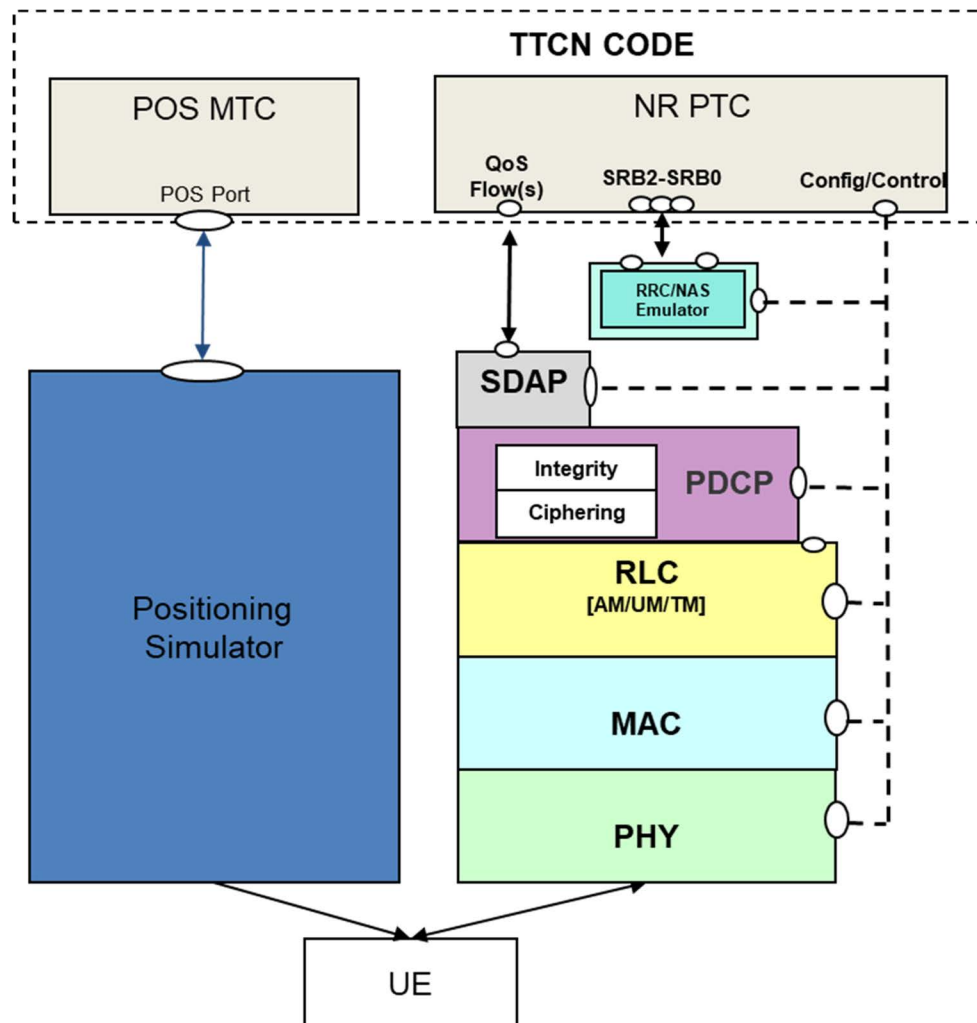 TTCN CODE
POS MTC
POS Port
NR PTC
QoS
Flow(s)
SRB2-SRB0
Config/Control
RRC/NAS
Emulator
SDAP
Integrity
Ciphering
PDCP
RLC
[AM/UM/TM]
Positioning
Simulator
MAC
PHY
UE